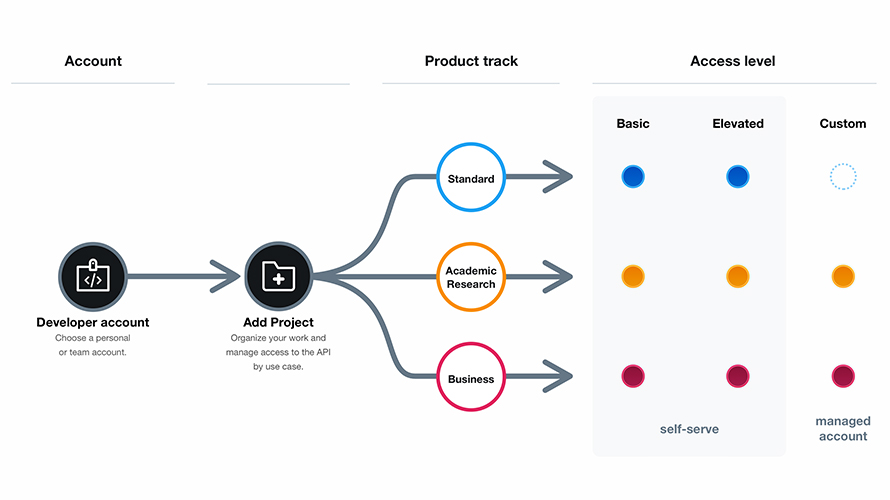 Account
Product track
Access level
Basic
Elevated
Custom
Standard
</>
Academic
Research
Developer account
Choose a personal
or team account.
Add Project
Organize your work and
manage access to the API
by use case.
Business
self-serve
managed
account